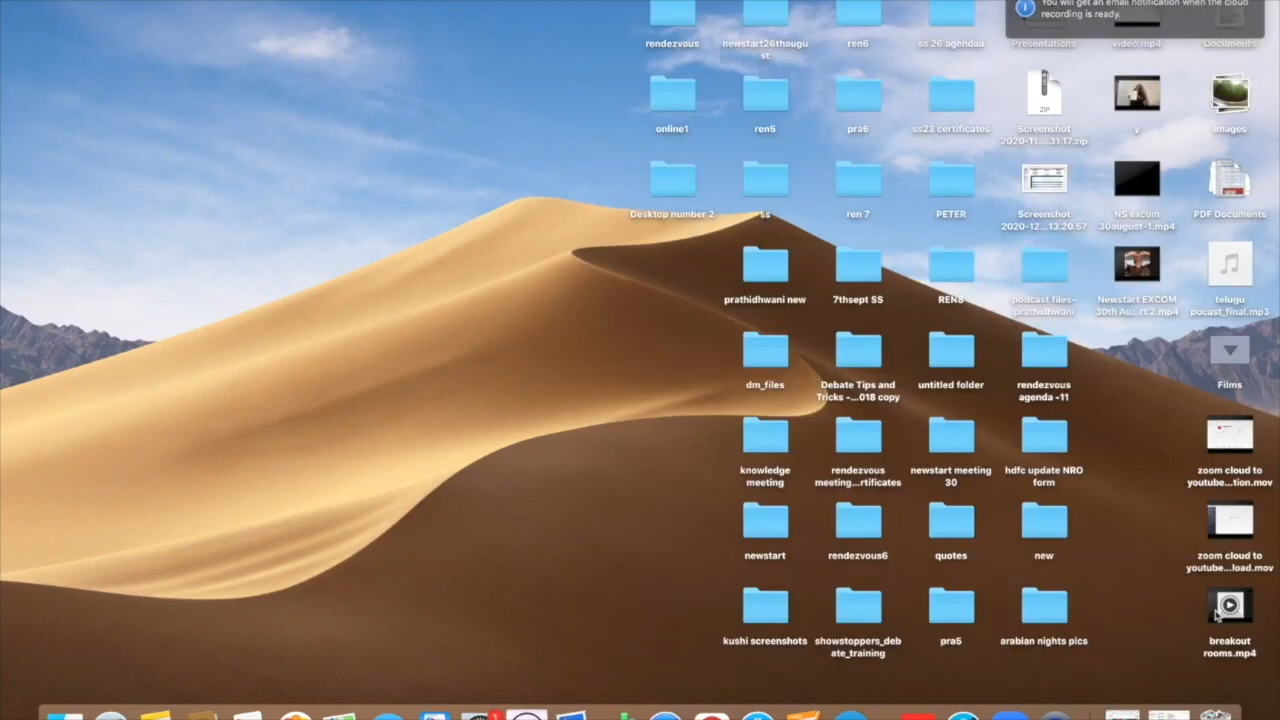 You will get an email notification when the cloud
recording is ready.
rendezvous
newstart26thaugu
st
ren6
ss 26 agendaa
Presentations
video.mp4
Documents
online1
ren5
pra6
ss23 certificates
ZIP
Screenshot
2020-11....31.17.zip
y
Images
Desktop number 2
ss
ren 7
PETER
Screenshot
2020-12...13.20.57
NS excom
30august-1.mp4
PDF Documents
prathidhwani new
7thsept SS
REN8
podcast files-
prathidhwani
Newstart EXCOM
30th Au...rt 2.mp4
telugu
pocast_final.mp3
dm_files
Debate Tips and
Tricks -...018 copy
untitled folder
rendezvous
agenda -11
Films
knowledge
meeting
rendezvous
meeting...rtificates
newstart meeting
30
hdfc update NRO
form
zoom cloud to
youtube...tion.mov
newstart
rendezvous6
quotes
new
zoom cloud to
youtube...load.mov
kushi screenshots
showstoppers_deb
ate_training
pra5
arabian nights pics
breakout
rooms.mp4
1